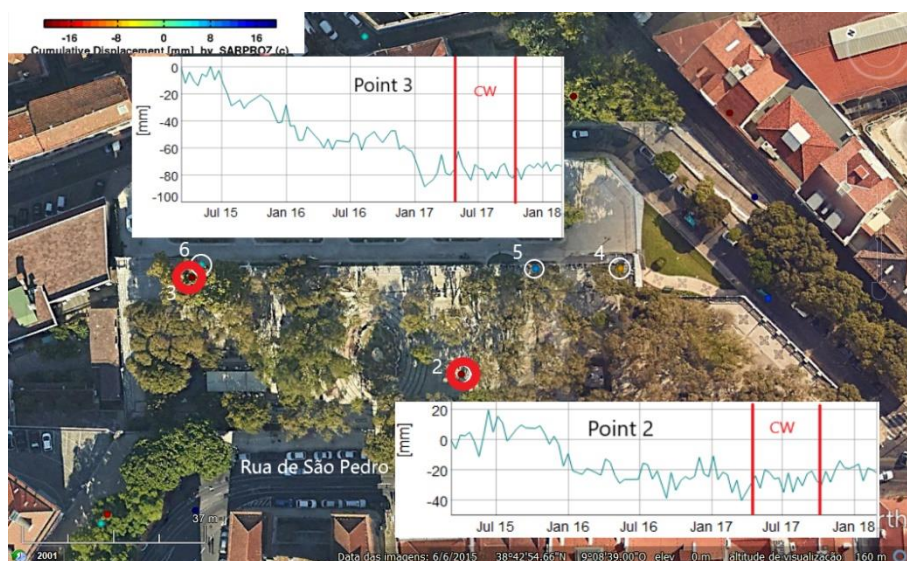 -16 -8 0 8 16
Cumulative Displacement [mm] by SARPROZ (c)
Point 3
CW
[mm]
0
-20
-40
-60
-80
-100
Jul 15 Jan 16 Jul 16 Jan 17 Jul 17 Jan 18
N
6
3
5
4
2
Point 2
CW
[mm]
20
0
-20
-40
Jul 15 Jan 16 Jul 16 Jan 17 Jul 17 Jan 18
Rua de São Pedro
37 m
2001
Data das imagens: 6/6/2015 38°42'54.66"N 9°08'39.00"O elev 0 m altitude de visualização 160 m